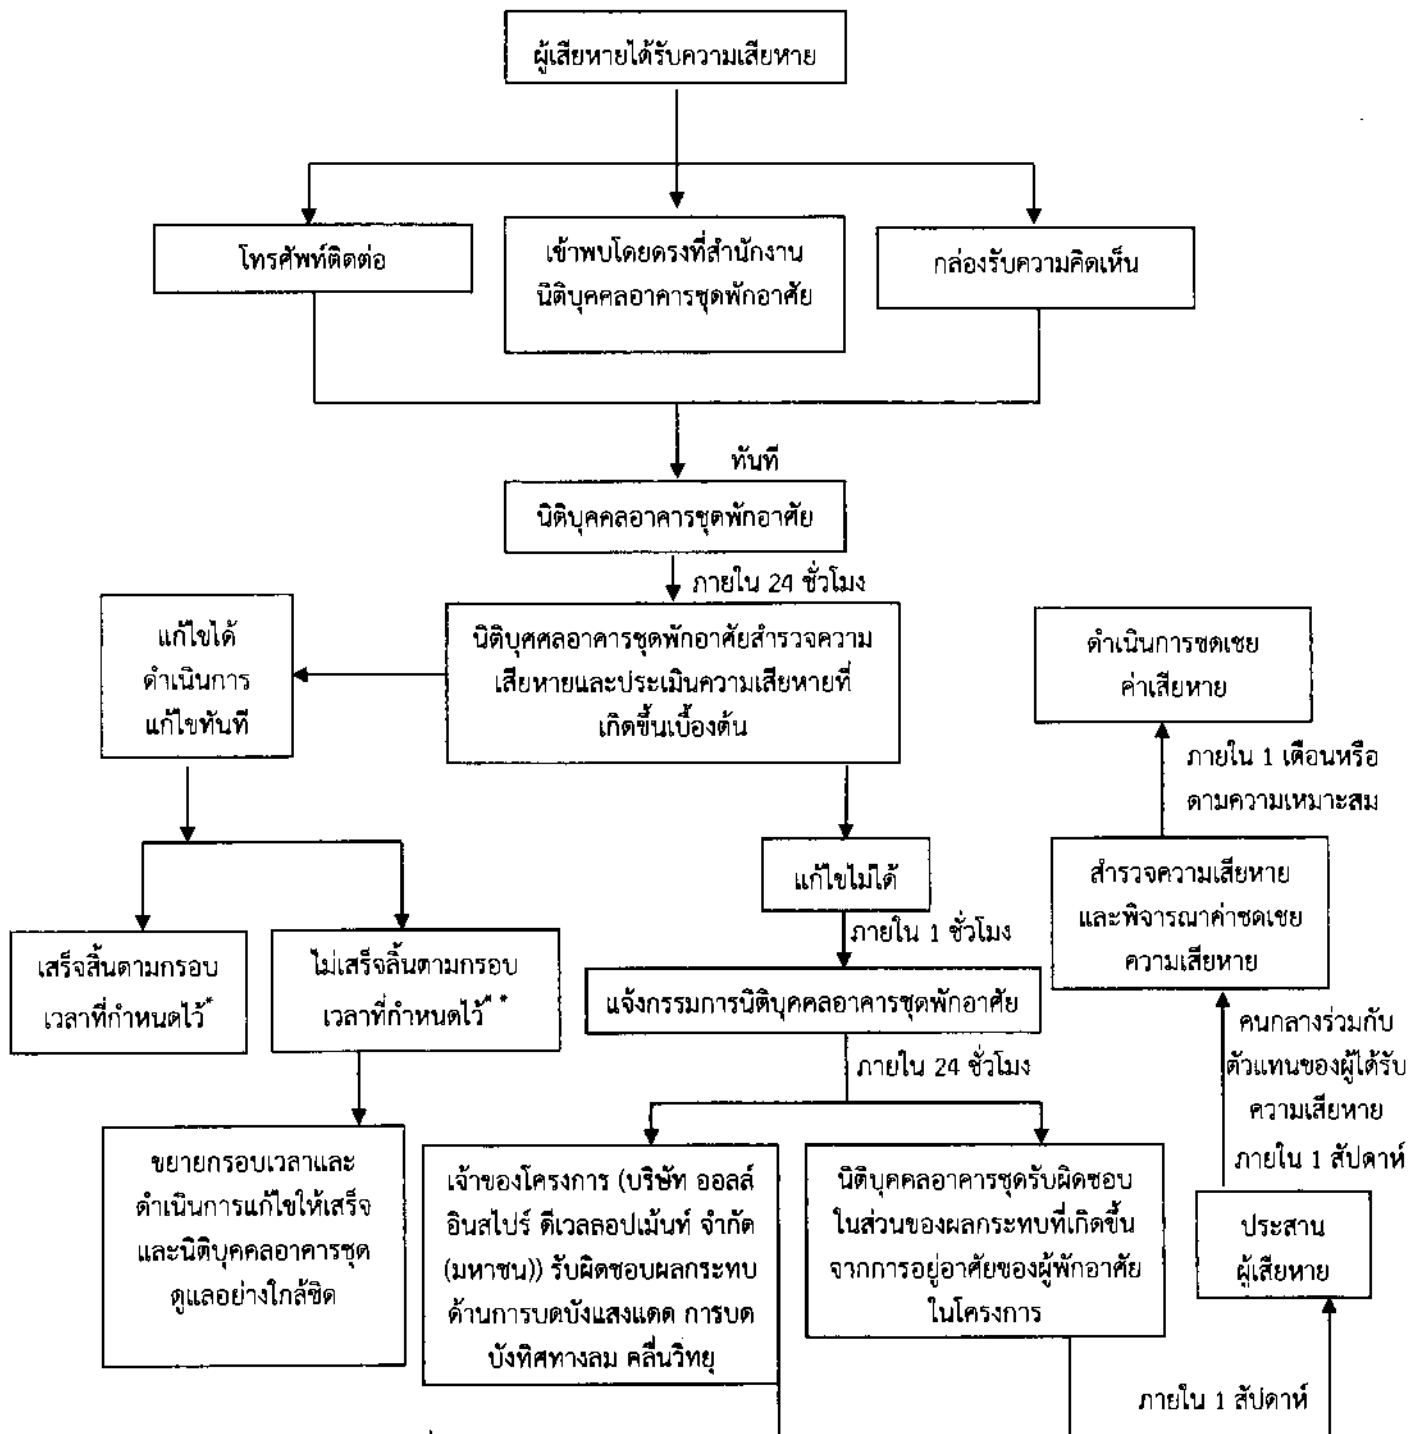 ผู้เสียหายได้รับความเสียหาย
โทรศัพท์ติดต่อ
เข้าพบโดยตรงที่สำนักงาน
นิติบุคคลอาคารชุดพักอาศัย
กล่องรับความคิดเห็น
ทันที
นิติบุคคลอาคารชุดพักอาศัย
ภายใน 24 ชั่วโมง
แก้ไขได้
ดำเนินการ
แก้ไขทันที
นิติบุคคลอาคารชุดพักอาศัยสำรวจความ
เสียหายและประเมินความเสียหายที่
เกิดขึ้นเบื้องต้น
ดำเนินการชดเชย
ค่าเสียหาย
ภายใน 1 เดือนหรือ
ตามความเหมาะสม
แก้ไขไม่ได้
สำรวจความเสียหาย
และพิจารณาค่าชดเชย
ความเสียหาย
ภายใน 1 ชั่วโมง
เสร็จสิ้นตามกรอบ
เวลาที่กำหนดไว้*
ไม่เสร็จสิ้นตามกรอบ
เวลาที่กำหนดไว้**
แจ้งกรรมการนิติบุคคลอาคารชุดพักอาศัย
ภายใน 24 ชั่วโมง
คนกลางร่วมกับ
ตัวแทนของผู้ได้รับ
ความเสียหาย
ภายใน 1 สัปดาห์
ขยายกรอบเวลาและ
ดำเนินการแก้ไขให้เสร็จ
และนิติบุคคลอาคารชุด
ดูแลอย่างใกล้ชิด
เจ้าของโครงการ (บริษัท ออลล์
อินสไปร์ ดีเวลลอปเม้นท์ จำกัด
(มหาชน)) รับผิดชอบผลกระทบ
ด้านการบดบังแสงแดด การบด
บังทิศทางลม คลื่นวิทยุ
นิติบุคคลอาคารชุดรับผิดชอบ
ในส่วนของผลกระทบที่เกิดขึ้น
จากการอยู่อาศัยของผู้พักอาศัย
ในโครงการ
ประสาน
ผู้เสียหาย
ภายใน 1 สัปดาห์